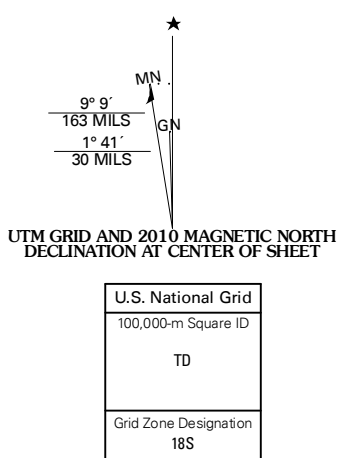 ★
MN
9° 9´
163 MILS
GN
1° 41´
30 MILS
UTM GRID AND 2010 MAGNETIC NORTH
DECLINATION AT CENTER OF SHEET
U.S. National Grid
100,000-m Square ID
TD
Grid Zone Designation
18S